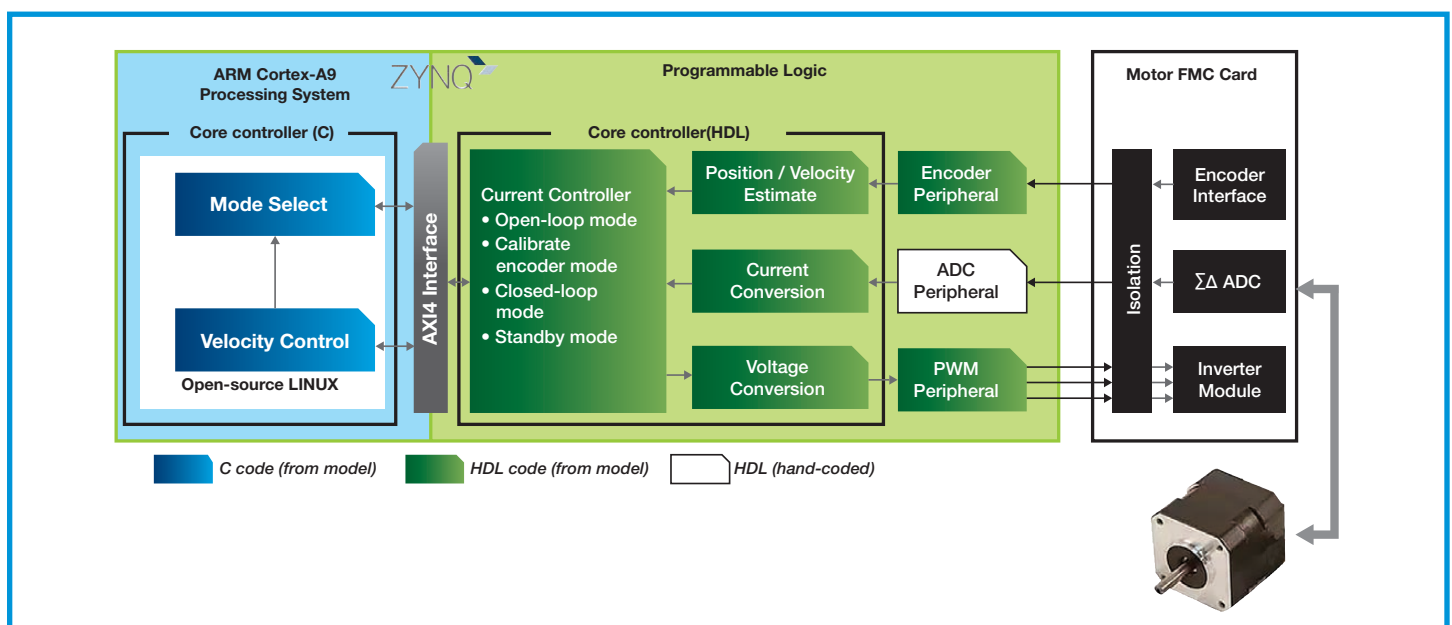 ARM Cortex-A9
Processing System
ZYNQ
Programmable Logic
Motor FMC Card
Core controller (C)
Mode Select
Velocity Control
Open-source LINUX
AXI4 Interface
Core controller(HDL)
Current Controller
• Open-loop mode
• Calibrate
encoder mode
• Closed-loop
mode
• Standby mode
Position / Velocity
Estimate
Current
Conversion
Voltage
Conversion
Encoder
Peripheral
ADC
Peripheral
PWM
Peripheral
Isolation
Encoder
Interface
ΣΔ ADC
Inverter
Module
C code (from model)
HDL code (from model)
HDL (hand-coded)